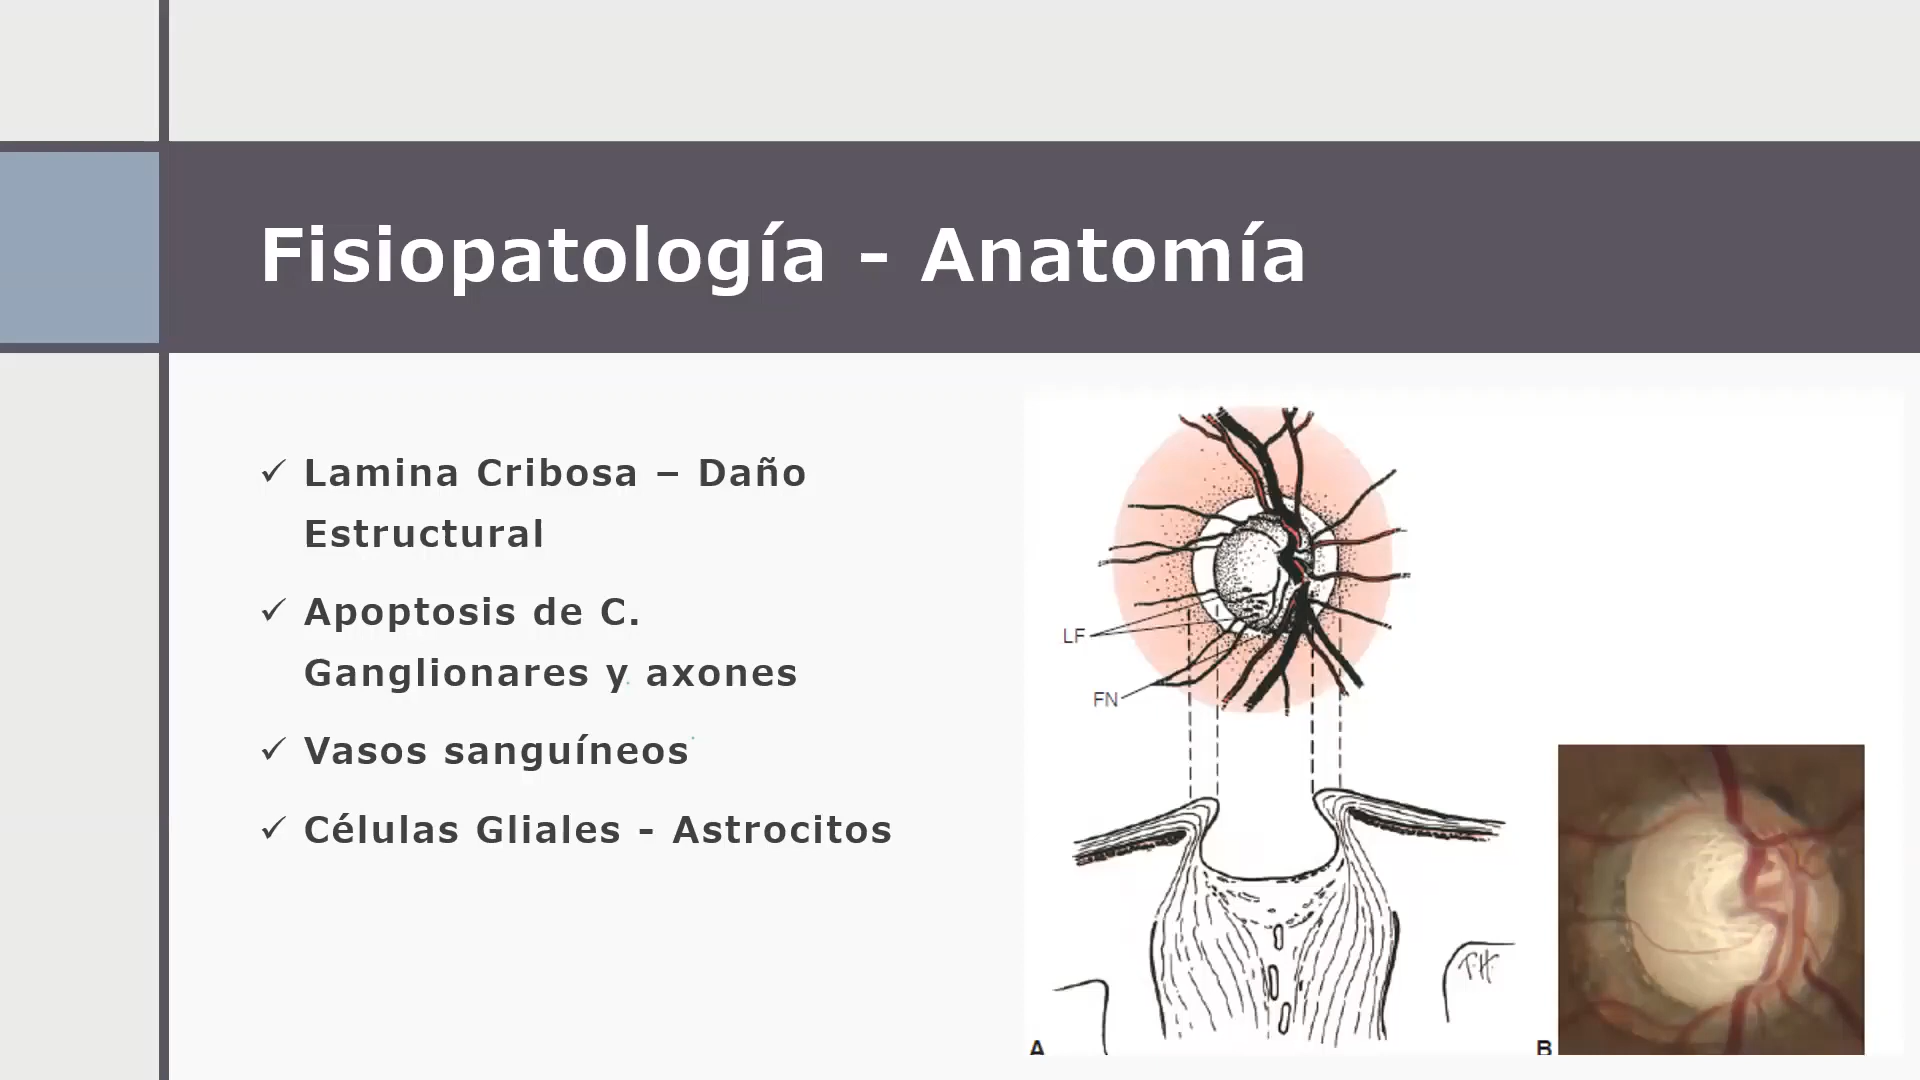 Fisiopatología - Anatomía
✓ Lamina Cribosa – Daño
Estructural
✓ Apoptosis de C.
Ganglionares y axones
✓ Vasos sanguíneos
✓ Células Gliales - Astrocitos
LF
FN
T.H.
A
B